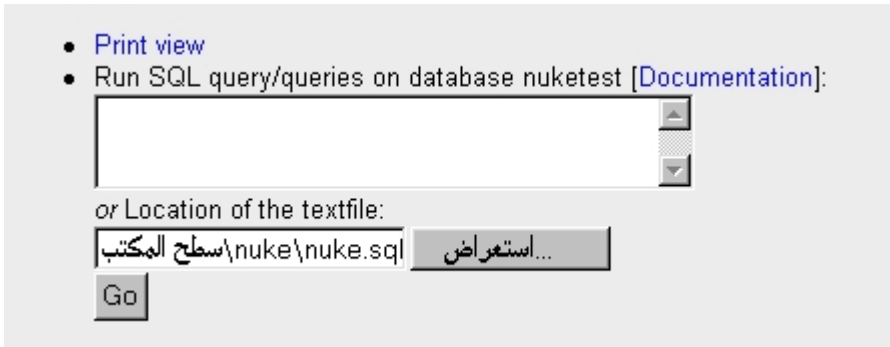 Print view
Run SQL query/queries on database nuketest [Documentation]:
or Location of the textfile:
سطح المكتب\nuke\nuke.sql استعراض...
Go